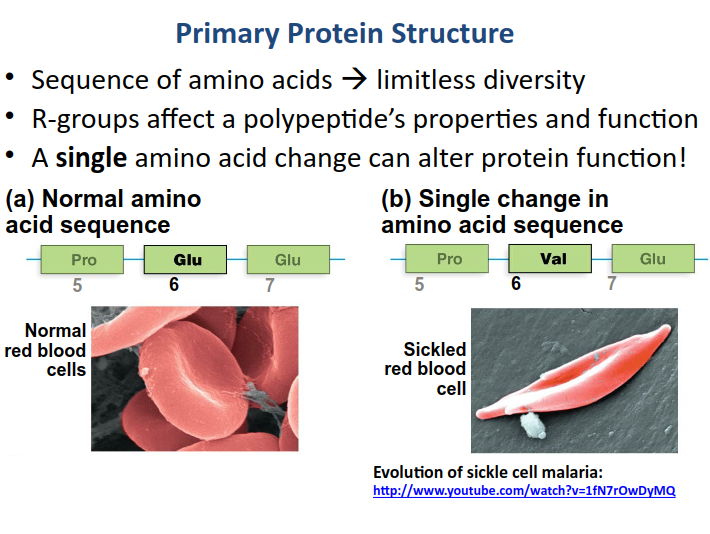 Primary Protein Structure
• Sequence of amino acids → limitless diversity
• R-groups affect a polypeptide's properties and function
• A single amino acid change can alter protein function!
(a) Normal amino
acid sequence
Pro Glu Glu
5 6 7
Normal
red blood
cells
(b) Single change in
amino acid sequence
Pro Val Glu
5 6 7
Sickled
red blood
cell
Evolution of sickle cell malaria:
http://www.youtube.com/watch?v=1fN7rOwDyMQ